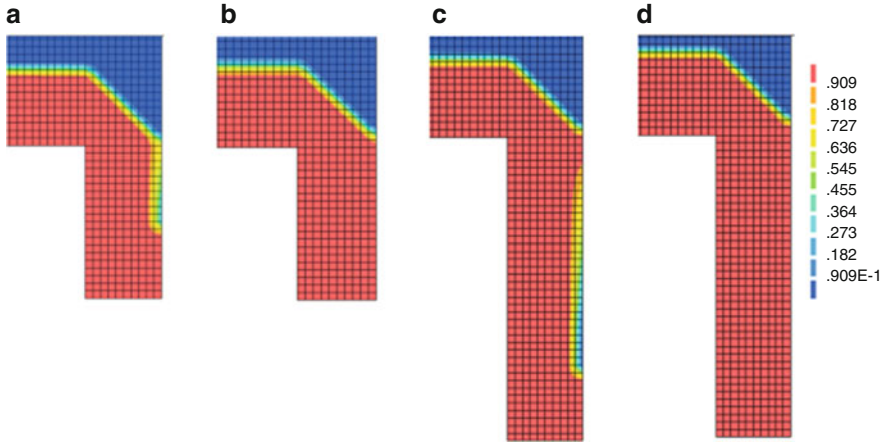 a
b
c
d
.909
.818
.727
.636
.545
.455
.364
.273
.182
.909E-1